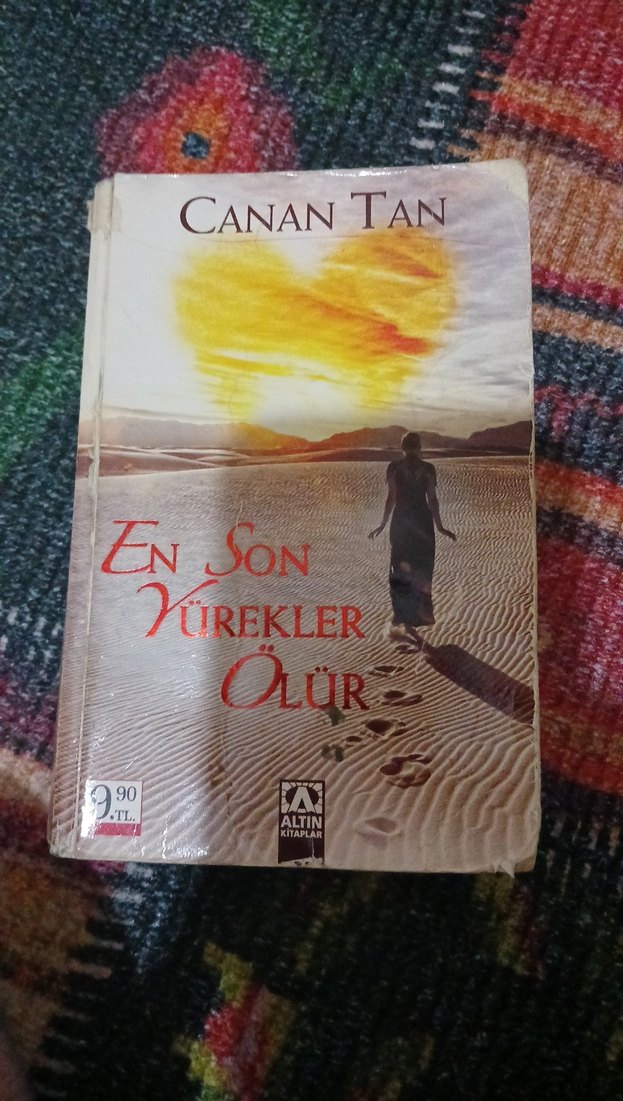 CANAN TAN
EN SON
YÜREKLER
ÖLÜR
9.90
TL.
ALTIN
KİTAPLAR